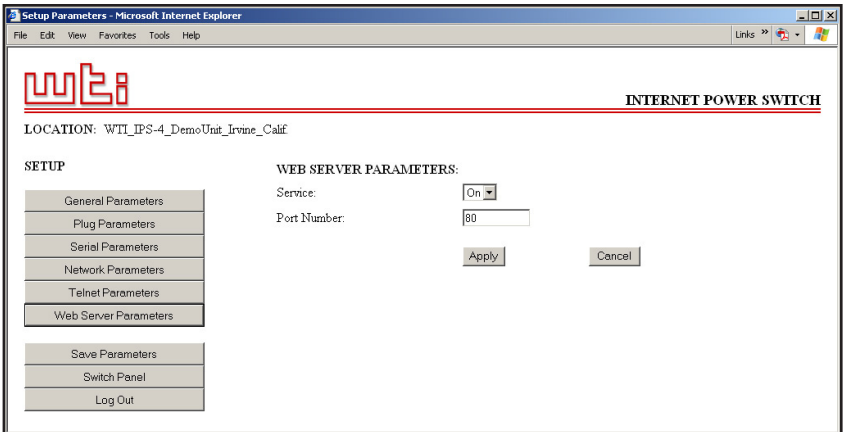 Setup Parameters - Microsoft Internet Explorer
File Edit View Favorites Tools Help Links »
wti
INTERNET POWER SWITCH
LOCATION: WTI_IPS-4_DemoUnit_Irvine_Calif.
SETUP
WEB SERVER PARAMETERS:
General Parameters
Plug Parameters
Serial Parameters
Network Parameters
Telnet Parameters
Web Server Parameters
Save Parameters
Switch Panel
Log Out
Service: On
Port Number: 80
Apply Cancel